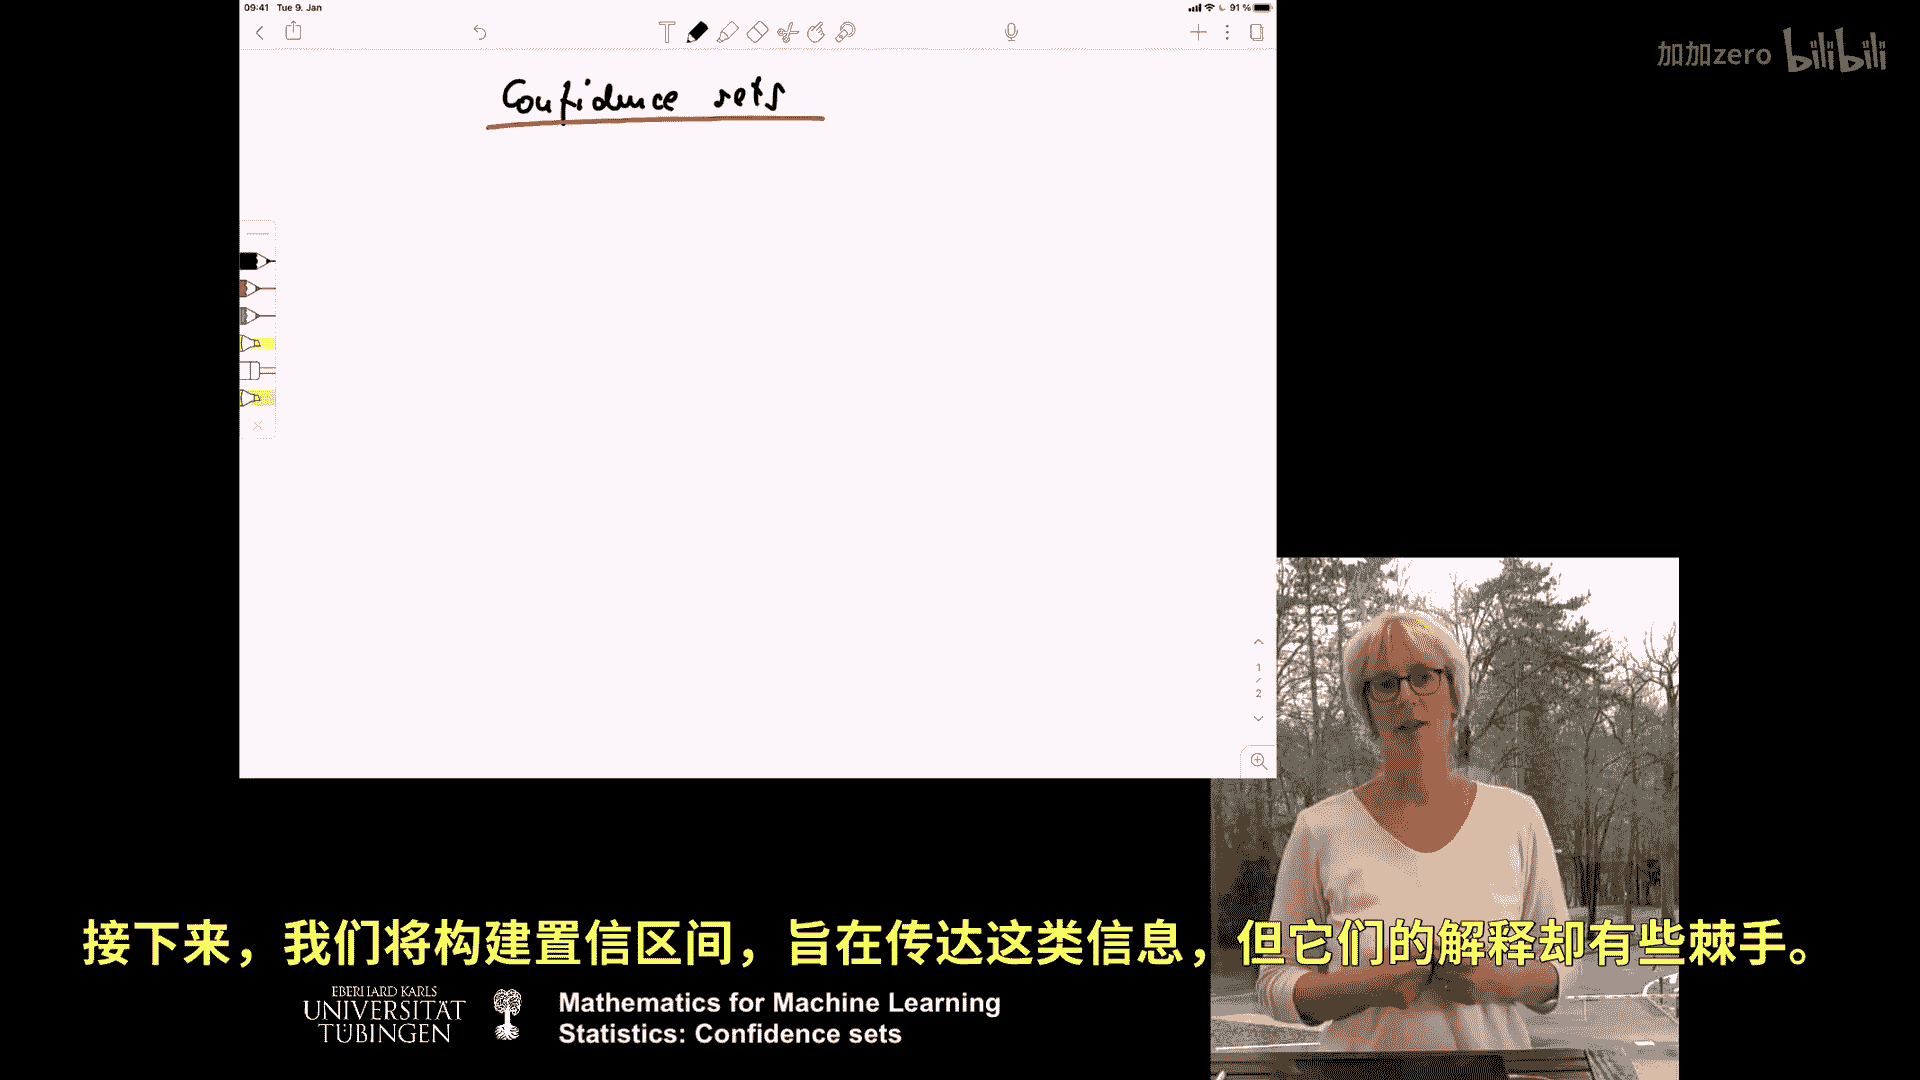 09:41 Tue 9. Jan
91 %
加加zero bilibili
Confidence sets
1
/
2
接下来，我们将构建置信区间，旨在传达这类信息，但它们的解释却有些棘手。
EBERHARD KARLS
UNIVERSITÄT
TÜBINGEN
Mathematics for Machine Learning
Statistics: Confidence sets